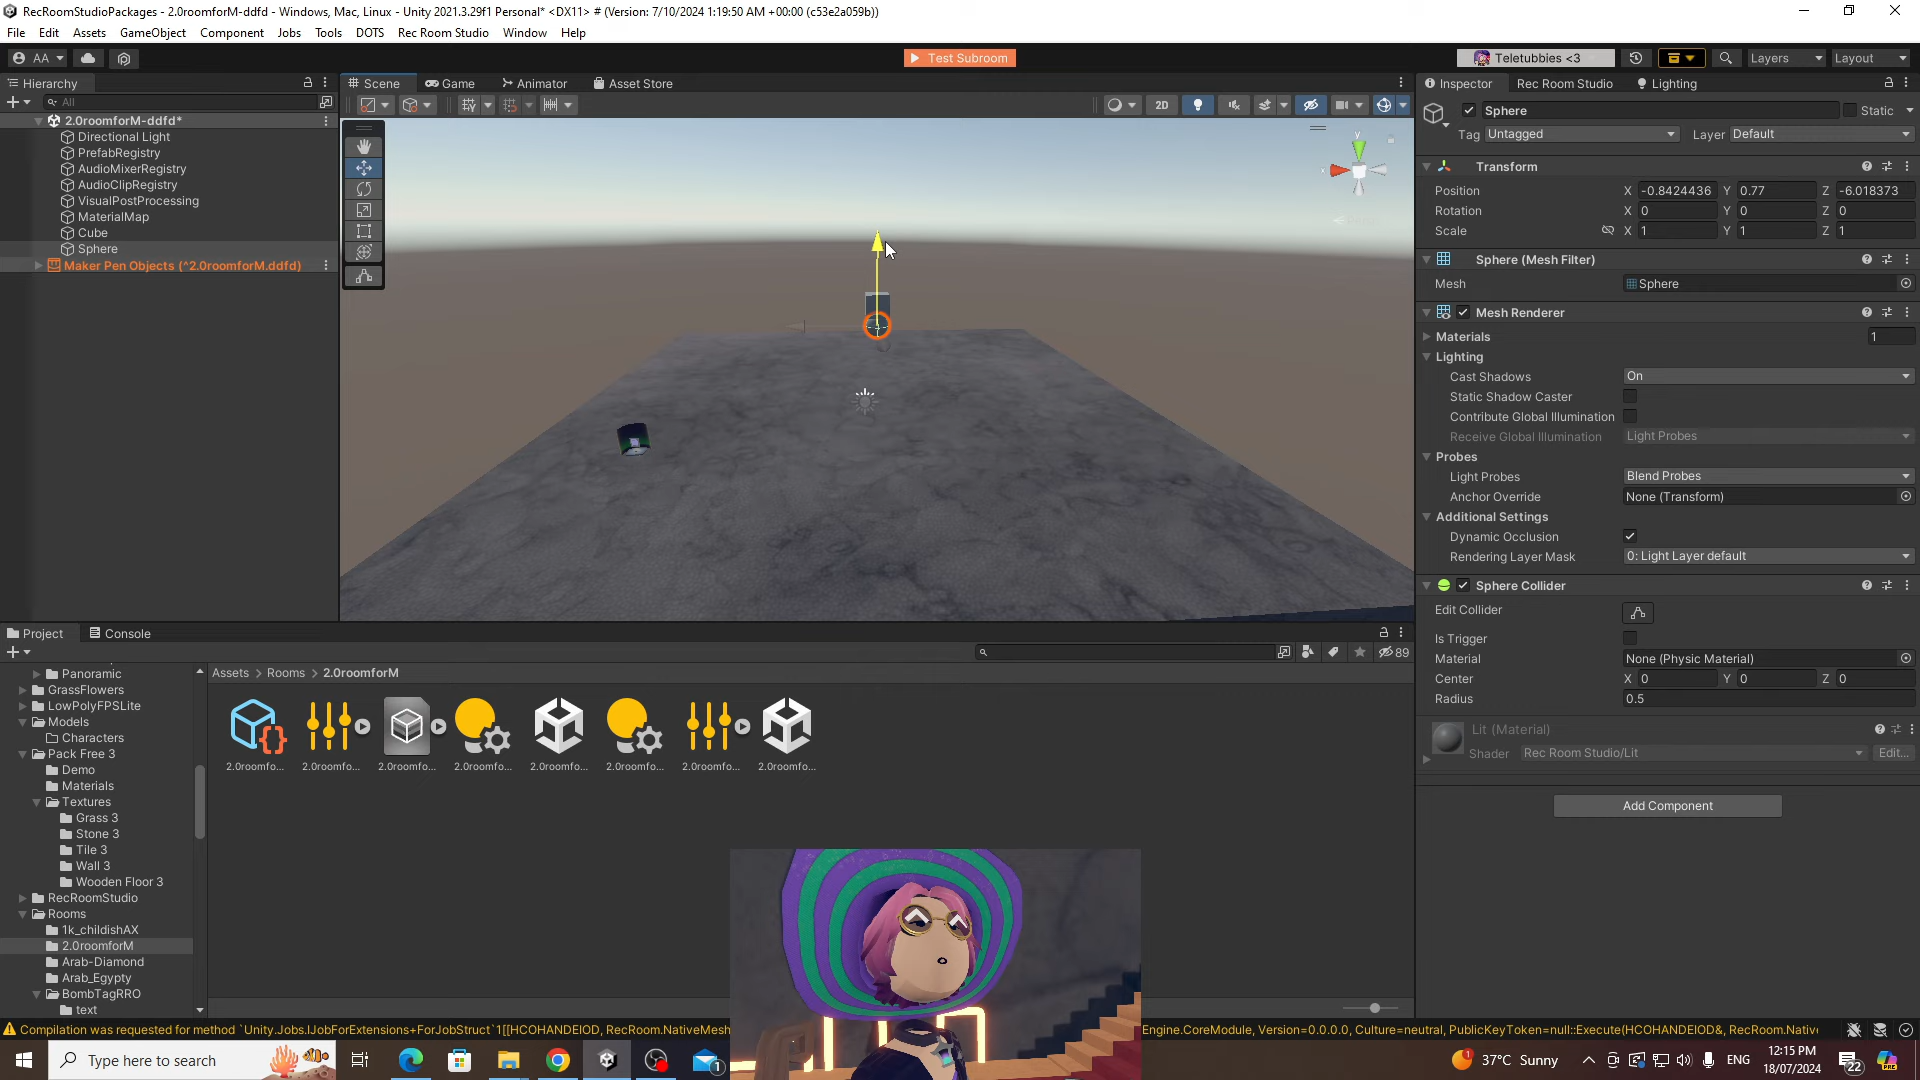 RecRoomStudioPackages - 2.0roomforM-ddfd - Windows, Mac, Linux - Unity 2021.3.29f1 Personal* <DX11> # (Version: 7/10/2024 1:19:50 AM +00:00 (c53e2a059b))
File Edit Assets GameObject Component Jobs Tools DOTS Rec Room Studio Window Help
AA
Test Subroom
Teletubbies <3
Layers
Layout
Hierarchy
All
2.0roomforM-ddfd*
Directional Light
PrefabRegistry
AudioMixerRegistry
AudioClipRegistry
VisualPostProcessing
MaterialMap
Cube
Sphere
Maker Pen Objects (^2.0roomforM.ddfd)
Scene Game Animator Asset Store
2D
y
x
Inspector Rec Room Studio Lighting
Sphere Static
Tag Untagged Layer Default
Transform
Position X -0.8424436 Y 0.77 Z -6.018373
Rotation X 0 Y 0 Z 0
Scale X 1 Y 1 Z 1
Sphere (Mesh Filter)
Mesh Sphere
Mesh Renderer
Materials 1
Lighting
Cast Shadows On
Static Shadow Caster
Contribute Global Illumination
Receive Global Illumination Light Probes
Probes
Light Probes Blend Probes
Anchor Override None (Transform)
Additional Settings
Dynamic Occlusion
Rendering Layer Mask 0: Light Layer default
Sphere Collider
Edit Collider
Is Trigger
Material None (Physic Material)
Center X 0 Y 0 Z 0
Radius 0.5
Lit (Material)
Shader Rec Room Studio/Lit Edit...
Add Component
Project Console
89
Panoramic
GrassFlowers
LowPolyFPSLite
Models
Characters
Pack Free 3
Demo
Materials
Textures
Grass 3
Stone 3
Tile 3
Wall 3
Wooden Floor 3
RecRoomStudio
Rooms
1k_childishAX
2.0roomforM
Arab-Diamond
Arab_Egypty
BombTagRRO
text
Assets > Rooms > 2.0roomforM
2.0roomfo... 2.0roomfo... 2.0roomfo... 2.0roomfo... 2.0roomfo... 2.0roomfo... 2.0roomfo... 2.0roomfo...
Compilation was requested for method `Unity.Jobs.IJobForExtensions+ForJobStruct`1[[HCOHANDEIOD, RecRoom.NativeMesh
Engine.CoreModule, Version=0.0.0.0, Culture=neutral, PublicKeyToken=null::Execute(HCOHANDEIOD&, RecRoom.Native
Type here to search
1
37°C Sunny
ENG
12:15 PM
18/07/2024
22